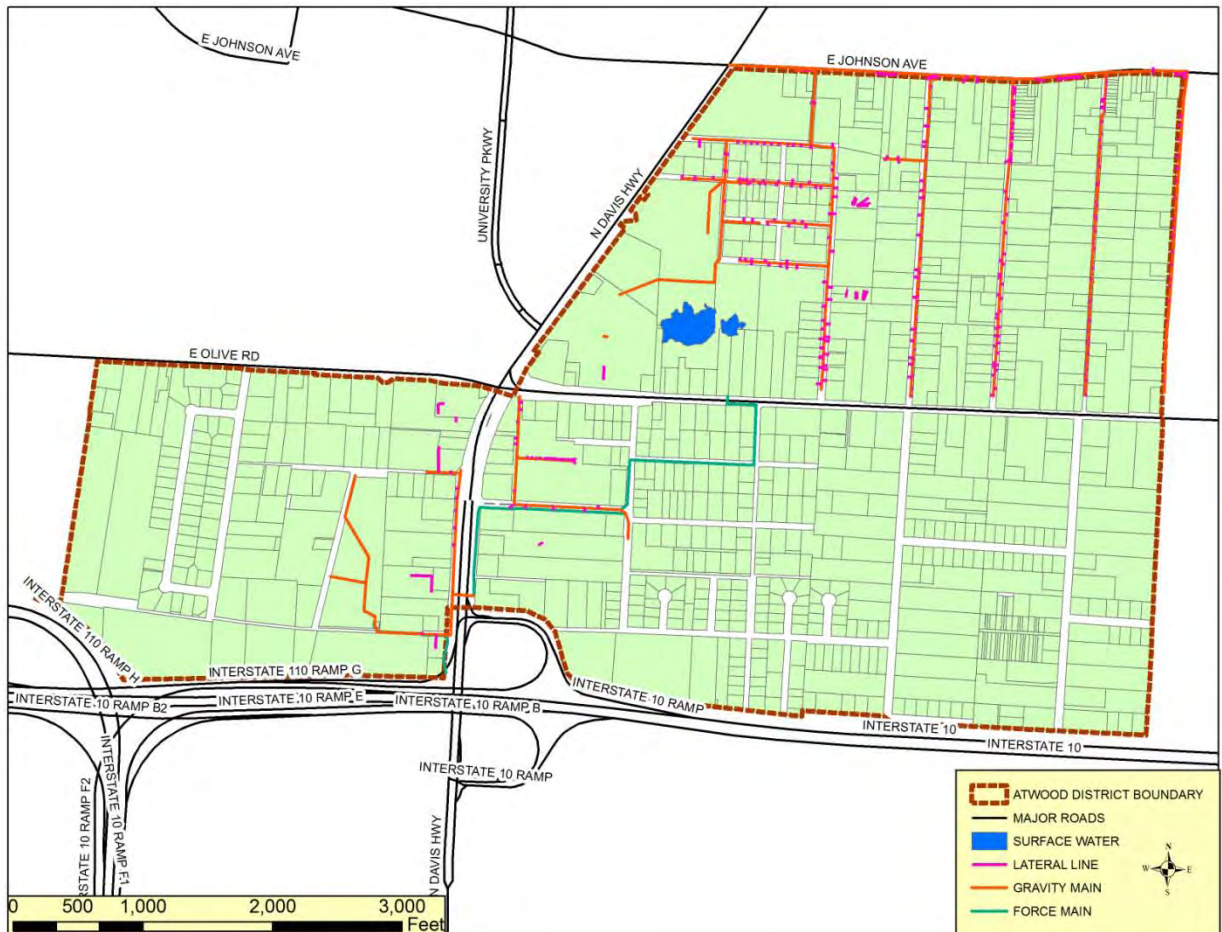 E JOHNSON AVE
E JOHNSON AVE
UNIVERSITY PKWY
N DAVIS HWY
E OLIVE RD
INTERSTATE 110 RAMP H
INTERSTATE 110 RAMP G
INTERSTATE 10 RAMP E
INTERSTATE 10 RAMP B2
INTERSTATE 10 RAMP B
INTERSTATE 10 RAMP
INTERSTATE 10
INTERSTATE 10
INTERSTATE 10 RAMP
INTERSTATE 10 RAMP F1
RSTATE 10 RAMP F2
N DAVIS HWY
ATWOOD DISTRICT BOUNDARY
MAJOR ROADS
SURFACE WATER
LATERAL LINE
GRAVITY MAIN
FORCE MAIN
N
W E
S
0 500 1,000 2,000 3,000
Feet